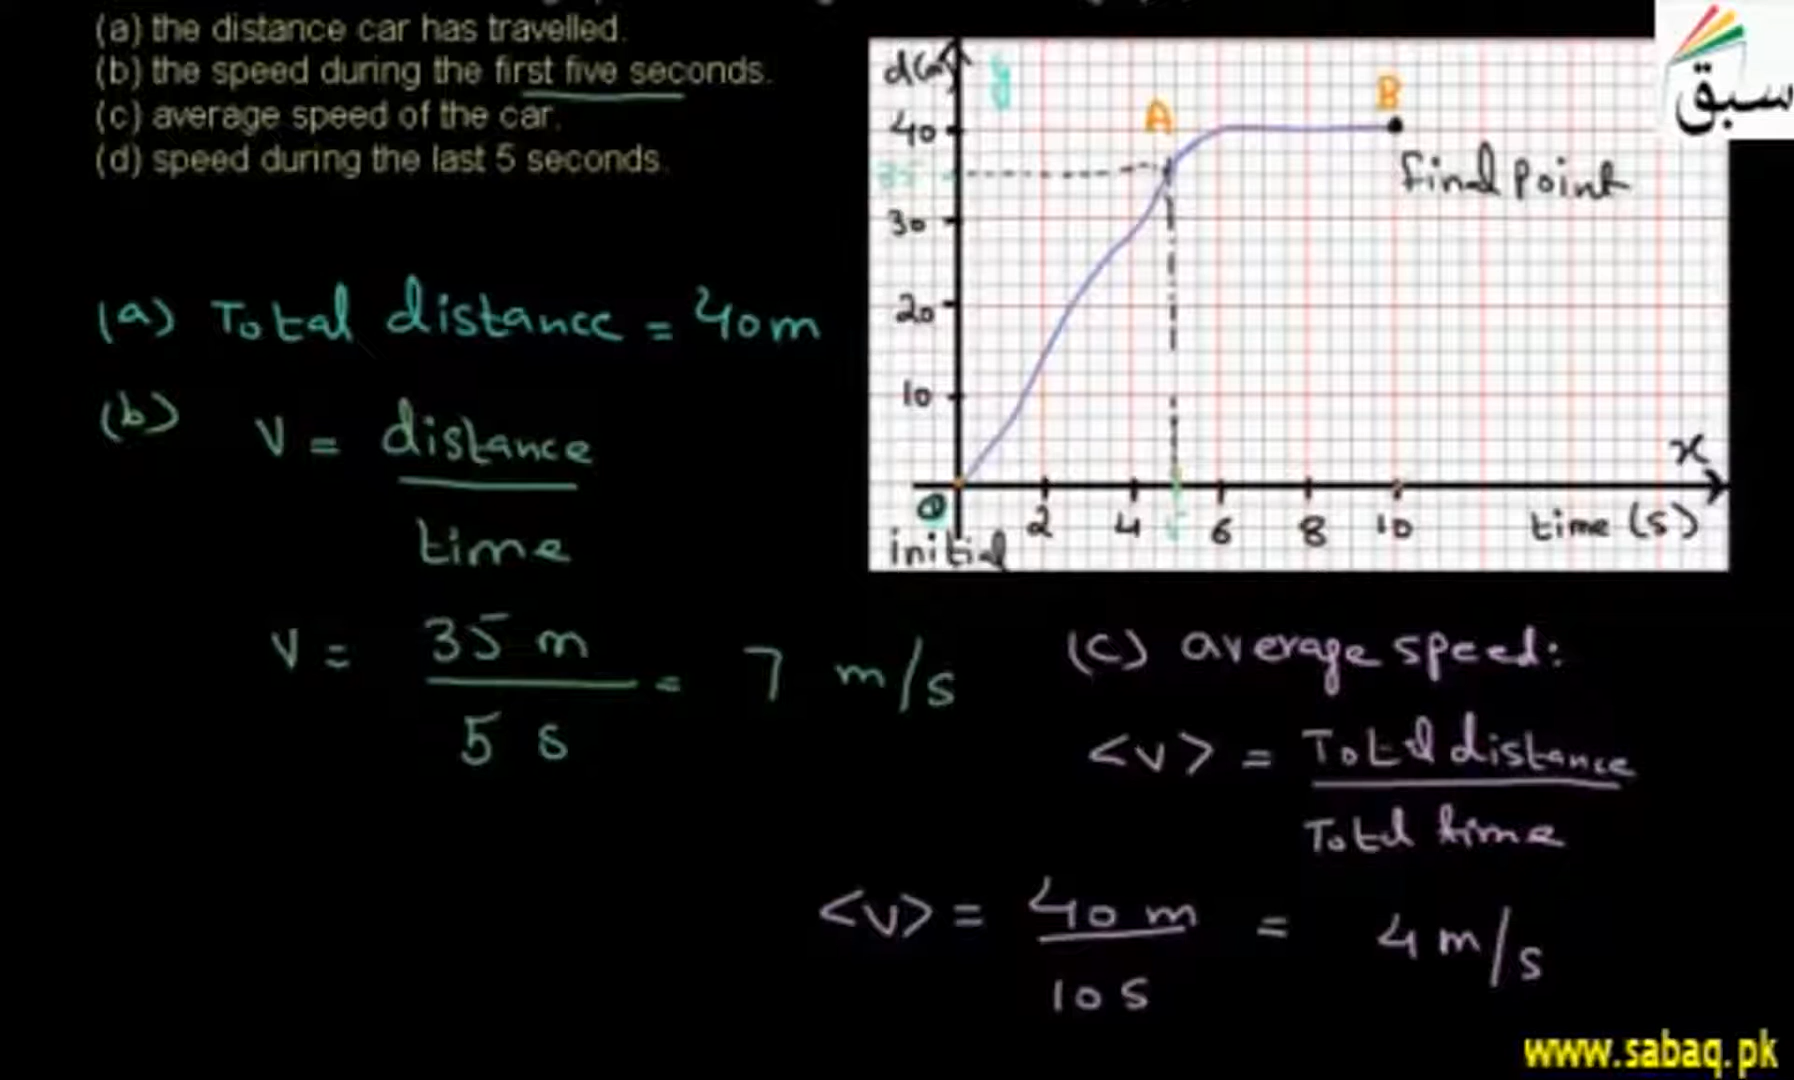 (a) the distance car has travelled.
(b) the speed during the first five seconds.
(c) average speed of the car.
(d) speed during the last 5 seconds.
سبق
y
A
B
40
Final Point
35
30
20
10
x
0
2
4
5
6
8
10
time (s)
initial
(a) Total distance = 40m
(b) V = distance
time
V = 35 m = 7 m/s
5 s
(c) average speed:
<v> = Total distance
Total time
<v> = 40 m = 4 m/s
10 s
www.sabaq.pk